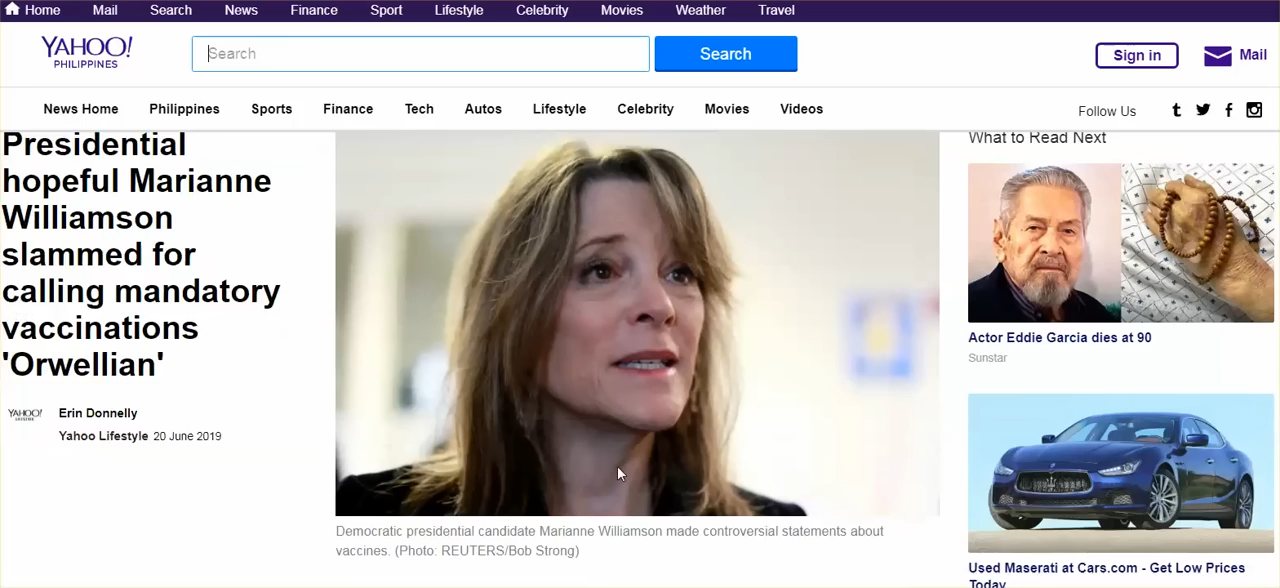 Home Mail Search News Finance Sport Lifestyle Celebrity Movies Weather Travel
YAHOO!
PHILIPPINES
Search
Search
Sign in
Mail
News Home Philippines Sports Finance Tech Autos Lifestyle Celebrity Movies Videos
Follow Us
Presidential
hopeful Marianne
Williamson
slammed for
calling mandatory
vaccinations
'Orwellian'
YAHOO!
Erin Donnelly
Yahoo Lifestyle 20 June 2019
Democratic presidential candidate Marianne Williamson made controversial statements about
vaccines. (Photo: REUTERS/Bob Strong)
What to Read Next
Actor Eddie Garcia dies at 90
Sunstar
Used Maserati at Cars.com - Get Low Prices
Today